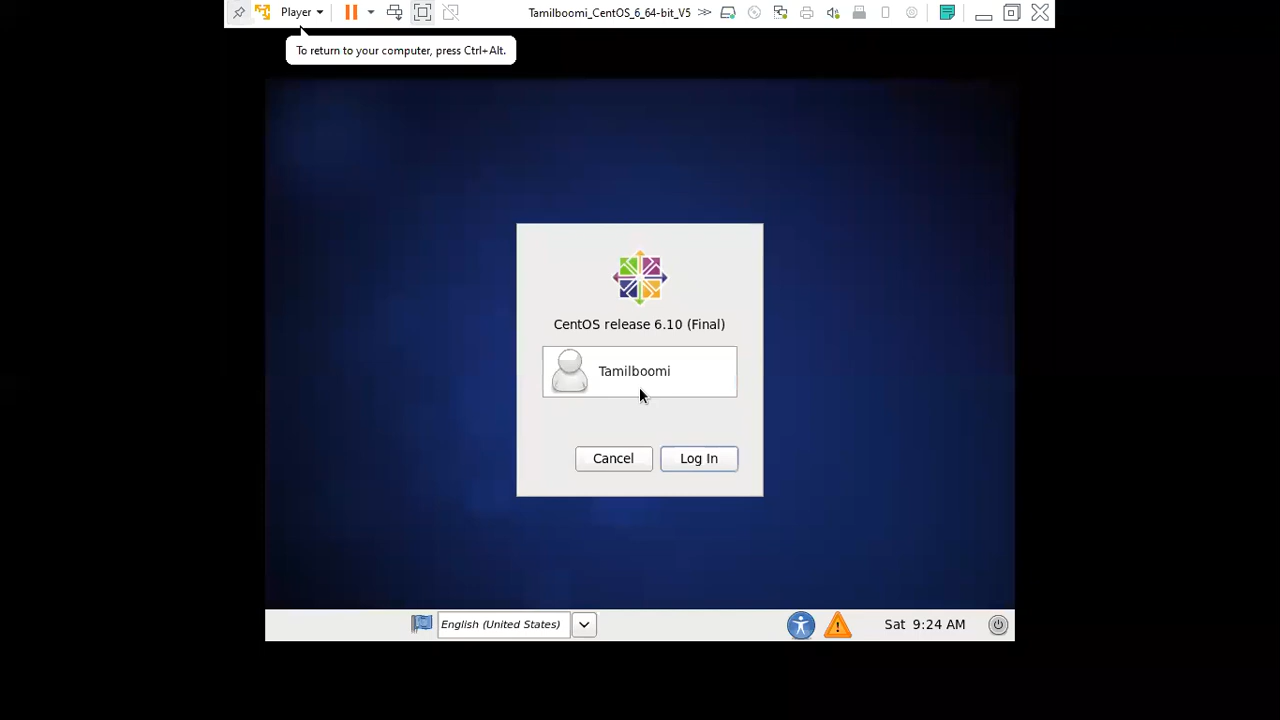 Player
Tamilboomi_CentOS_6_64-bit_V5
To return to your computer, press Ctrl+Alt.
CentOS release 6.10 (Final)
Tamilboomi
Cancel
Log In
English (United States)
Sat 9:24 AM